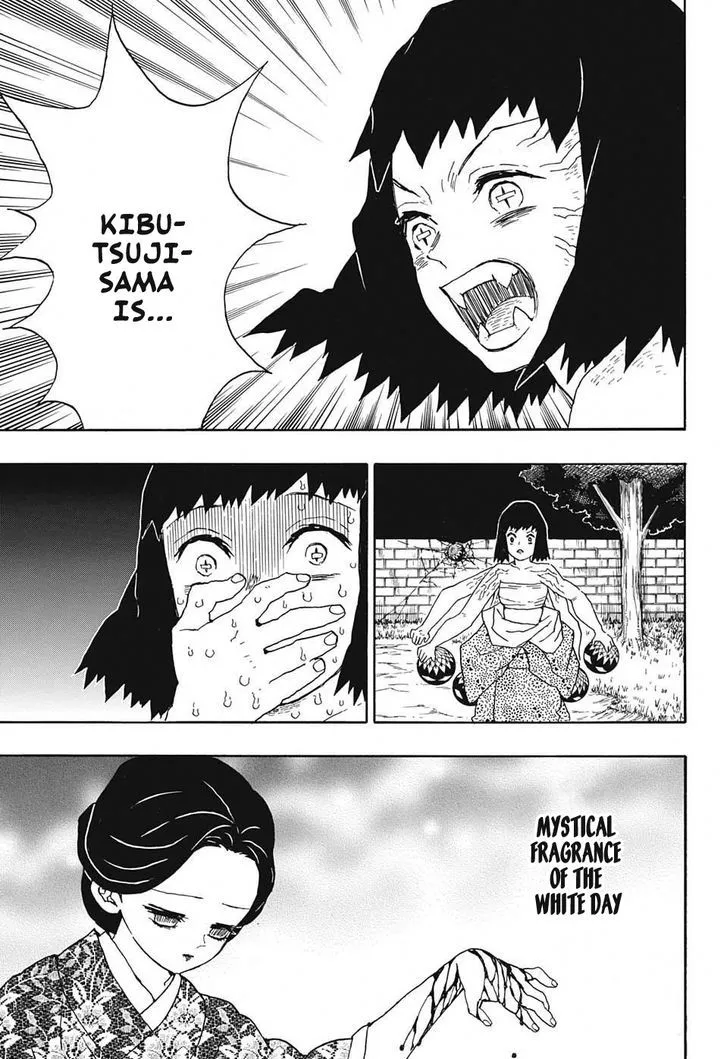 KIBU-
TSUJI-
SAMA
IS...
MYSTICAL
FRAGRANCE
OF THE
WHITE DAY